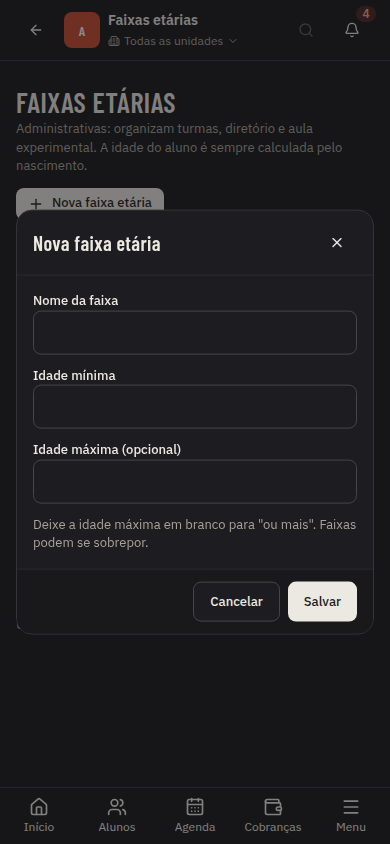 A
Faixas etárias
Todas as unidades
4
FAIXAS ETÁRIAS
Administrativas: organizam turmas, diretório e aula
experimental. A idade do aluno é sempre calculada pelo
nascimento.
+ Nova faixa etária
Nova faixa etária
Nome da faixa
Idade mínima
Idade máxima (opcional)
Deixe a idade máxima em branco para "ou mais". Faixas
podem se sobrepor.
Cancelar
Salvar
Início
Alunos
Agenda
Cobranças
Menu